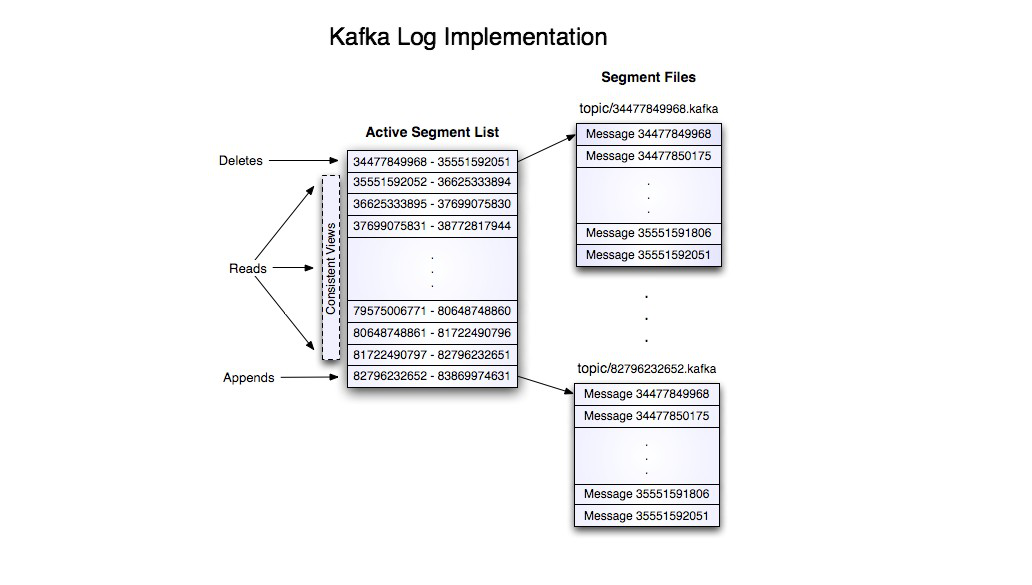 Kafka Log Implementation
Segment Files
topic/34477849968.kafka
Message 34477849968
Message 34477850175
.
.
.
Message 35551591806
Message 35551592051
Active Segment List
Deletes
34477849968 - 35551592051
35551592052 - 36625333894
36625333895 - 37699075830
37699075831 - 38772817944
.
.
.
79575006771 - 80648748860
80648748861 - 81722490796
81722490797 - 82796232651
82796232652 - 83869974631
Reads
Consistent Views
Appends
.
.
.
topic/82796232652.kafka
Message 34477849968
Message 34477850175
.
.
.
Message 35551591806
Message 35551592051